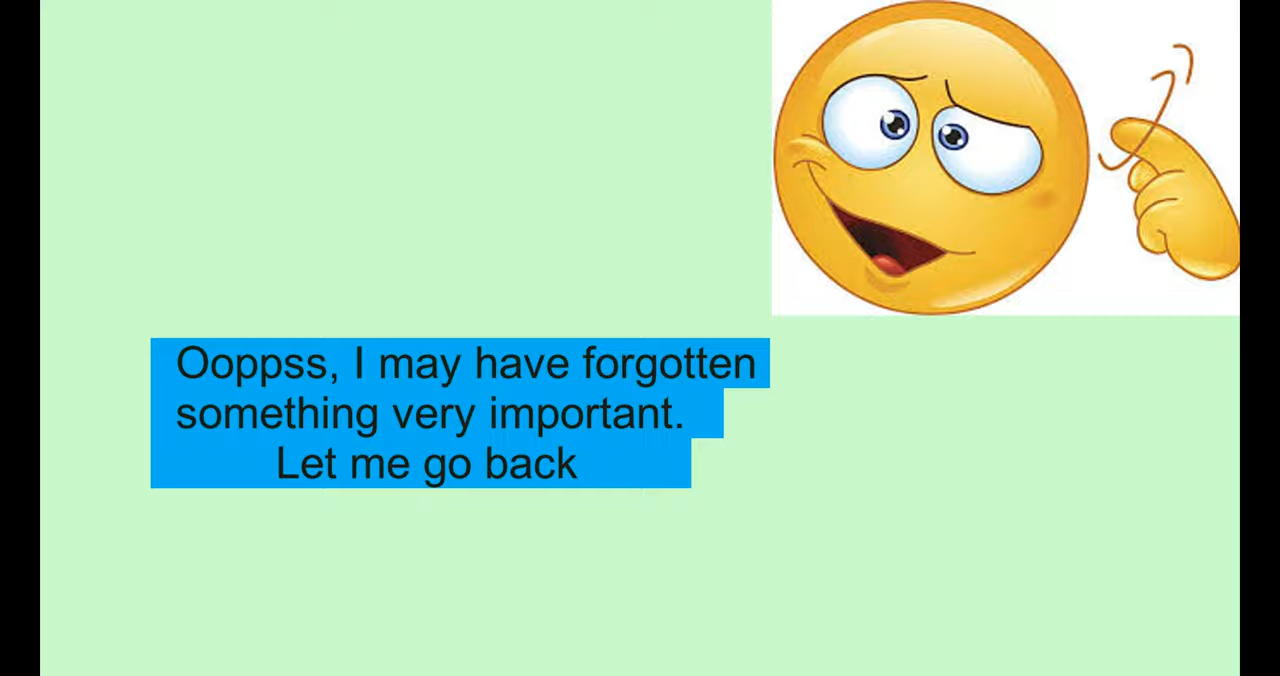 Ooppss, I may have forgotten
something very important.
Let me go back